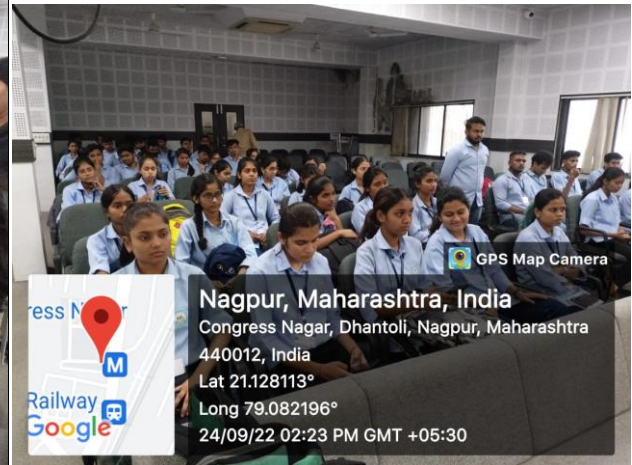 GPS Map Camera
ress N
M
Railway
Google
Nagpur, Maharashtra, India
Congress Nagar, Dhantoli, Nagpur, Maharashtra
440012, India
Lat 21.128113°
Long 79.082196°
24/09/22 02:23 PM GMT +05:30